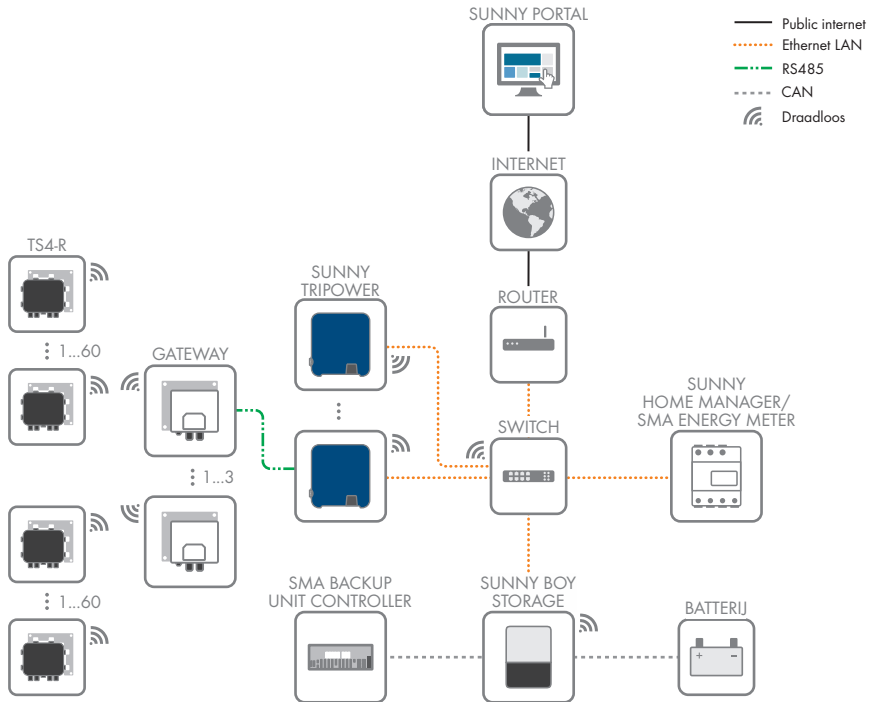 SUNNY PORTAL
Public internet
Ethernet LAN
RS485
CAN
Draadloos
INTERNET
TS4-R
SUNNY
TRIPOWER
ROUTER
1...60
GATEWAY
SUNNY
HOME MANAGER/
SMA ENERGY METER
SWITCH
1...3
1...60
SMA BACKUP
UNIT CONTROLLER
SUNNY BOY
STORAGE
BATTERIJ
+ -